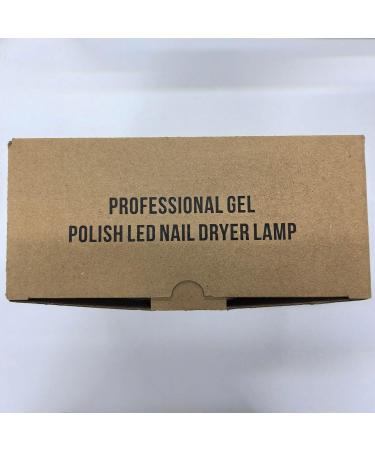 PROFESSIONAL GEL
POLISH LED NAIL DRYER LAMP